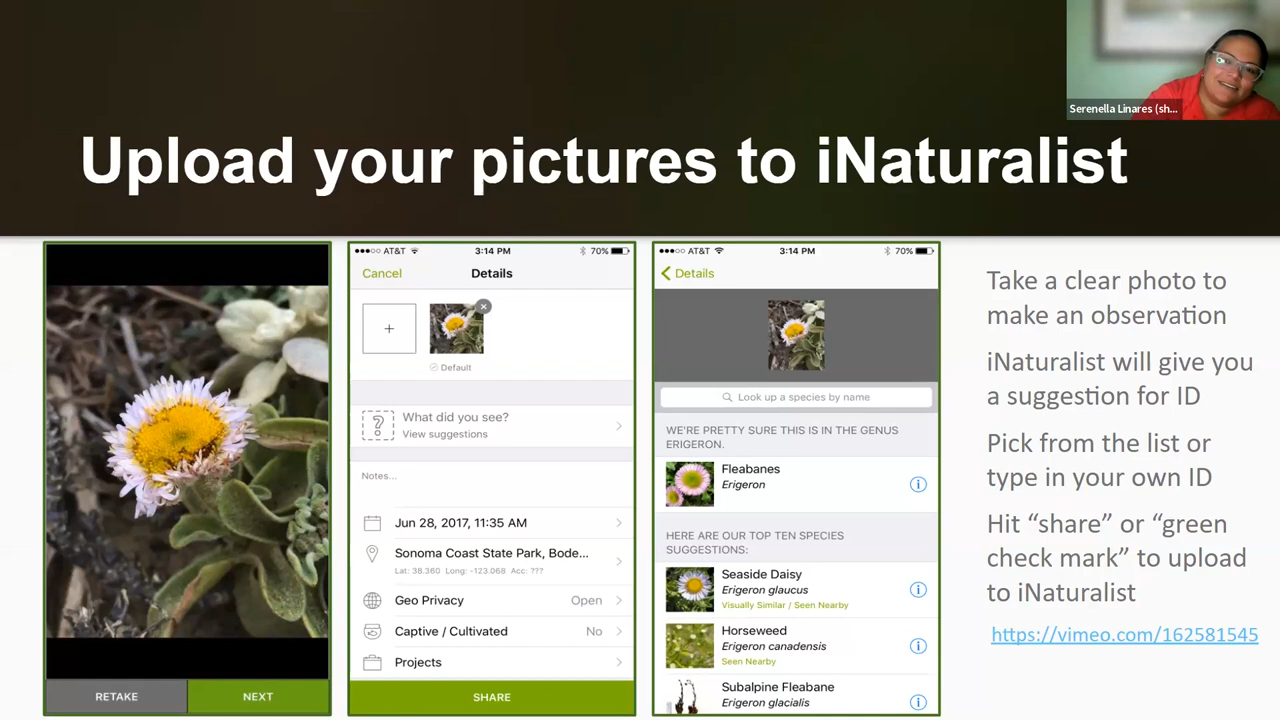 Serenella Linares (sh...
Upload your pictures to iNaturalist
RETAKE
NEXT
AT&T
3:14 PM
70%
Cancel
Details
+
Default
?
What did you see?
View suggestions
Notes...
Jun 28, 2017, 11:35 AM
Sonoma Coast State Park, Bode...
Lat: 38.360 Long: -123.068 Acc: ???
Geo Privacy
Open
Captive / Cultivated
No
Projects
SHARE
AT&T
3:14 PM
70%
Details
Look up a species by name
WE'RE PRETTY SURE THIS IS IN THE GENUS
ERIGERON.
Fleabanes
Erigeron
HERE ARE OUR TOP TEN SPECIES
SUGGESTIONS:
Seaside Daisy
Erigeron glaucus
Visually Similar / Seen Nearby
Horseweed
Erigeron canadensis
Seen Nearby
Subalpine Fleabane
Erigeron glacialis
Take a clear photo to
make an observation
iNaturalist will give you
a suggestion for ID
Pick from the list or
type in your own ID
Hit “share” or “green
check mark” to upload
to iNaturalist
https://vimeo.com/162581545